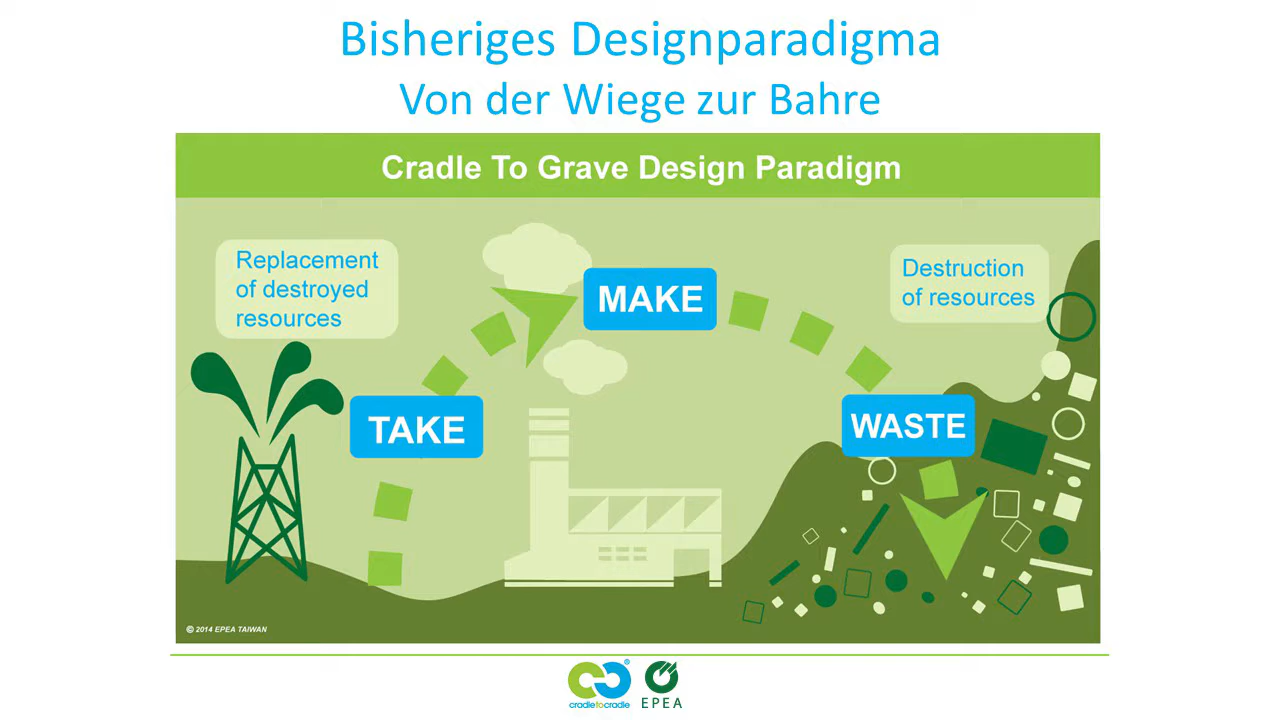 Bisheriges Designparadigma
Von der Wiege zur Bahre
Cradle To Grave Design Paradigm
Replacement
of destroyed
resources
MAKE
Destruction
of resources
TAKE
WASTE
© 2014 EPEA TAIWAN
®
cradletocradle
EPEA